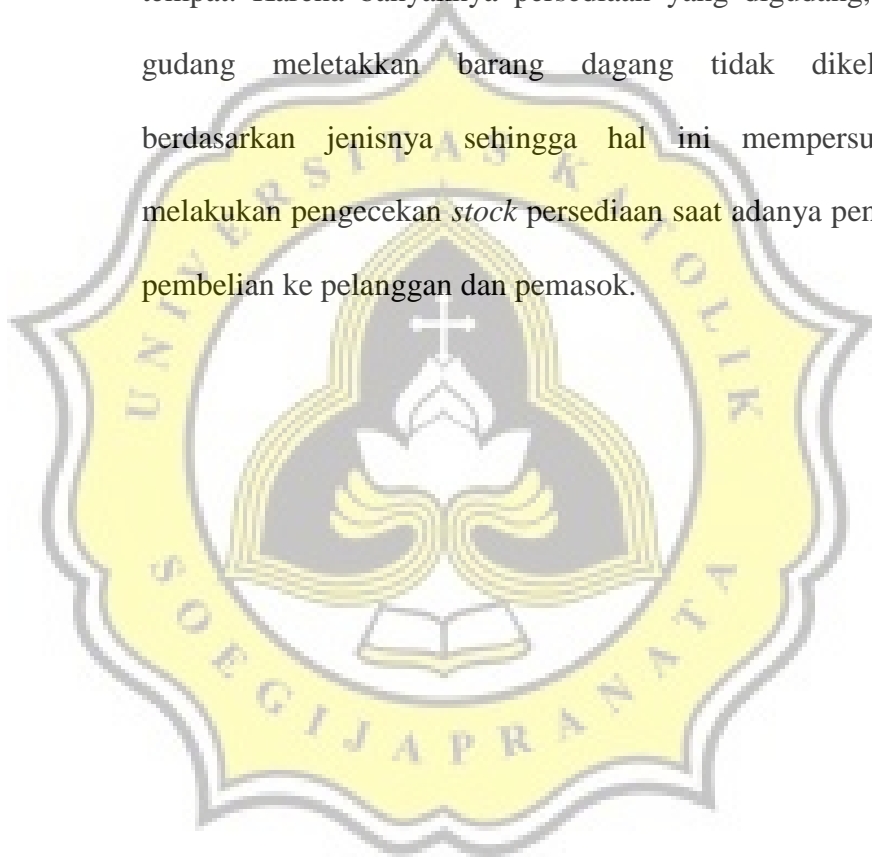 gudang meletakkan barang dagang tidak
berdasarkan jenisnya sehingga hal ini
melakukan pengecekan stock persediaan saat adanya
pembelian ke pelanggan dan pemasok.
UNIVERSITAS KATOLIK
SOEGIJAPRANATA